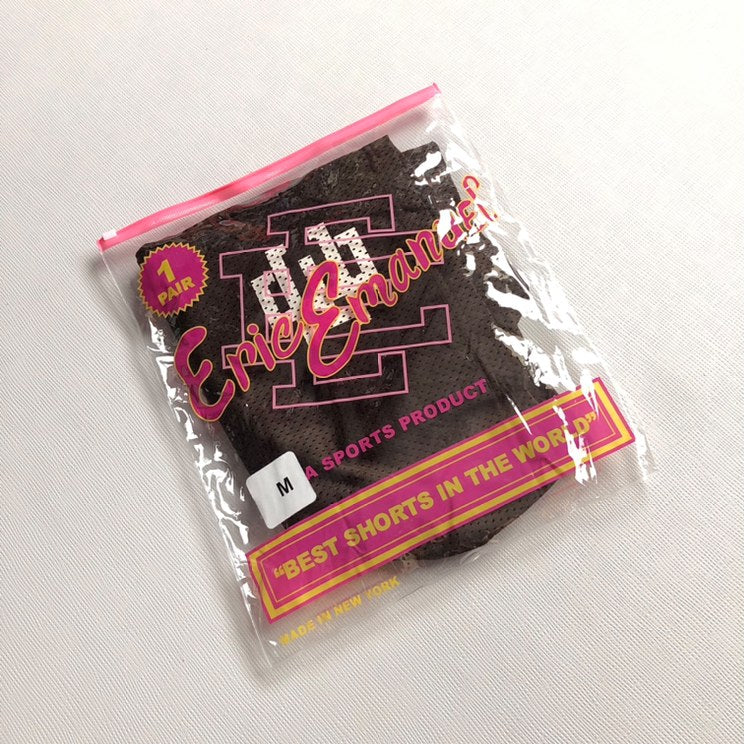 1
PAIR
EE
Eric Emanuel
A SPORTS PRODUCT
M
"BEST SHORTS IN THE WORLD"
MADE IN NEW YORK